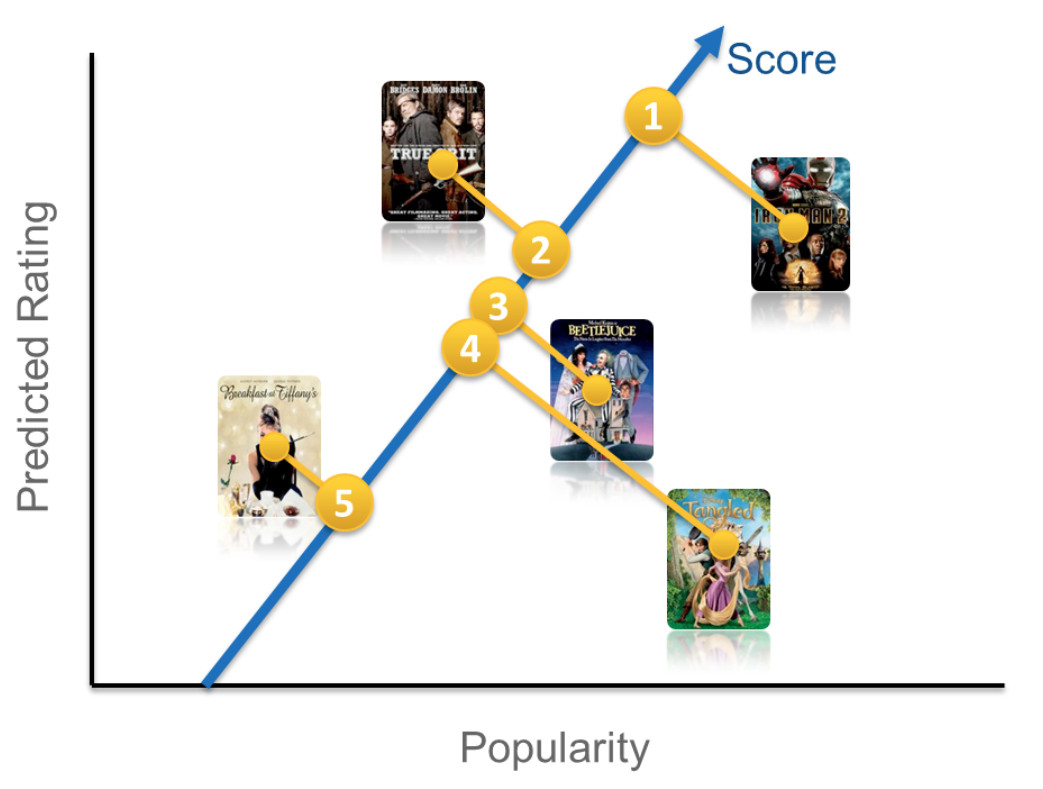 Score
1
BRIDGES DAMON BROLIN
TRUE GRIT
"GREAT FILMMAKING. GREAT ACTING.
GREAT MOVIE."
IRON MAN 2
2
3
BEETLEJUICE
4
Breakfast at Tiffany's
5
Tangled
Predicted Rating
Popularity